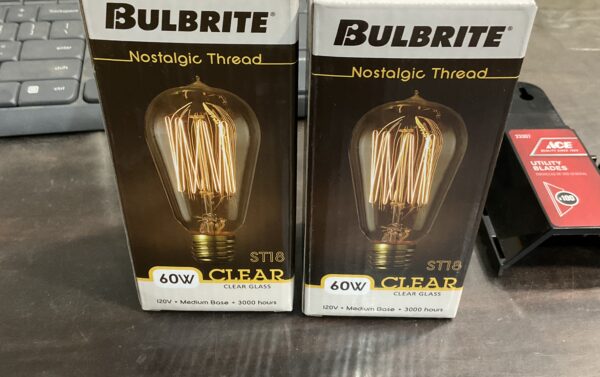 BULBRITE®
Nostalgic Thread
ST18
60W CLEAR
CLEAR GLASS
120V • Medium Base • 3000 hours
BULBRITE®
Nostalgic Thread
ST18
60W CLEAR
CLEAR GLASS
120V • Medium Base • 3000 hours
ACE
UTILITY
BLADES
x100